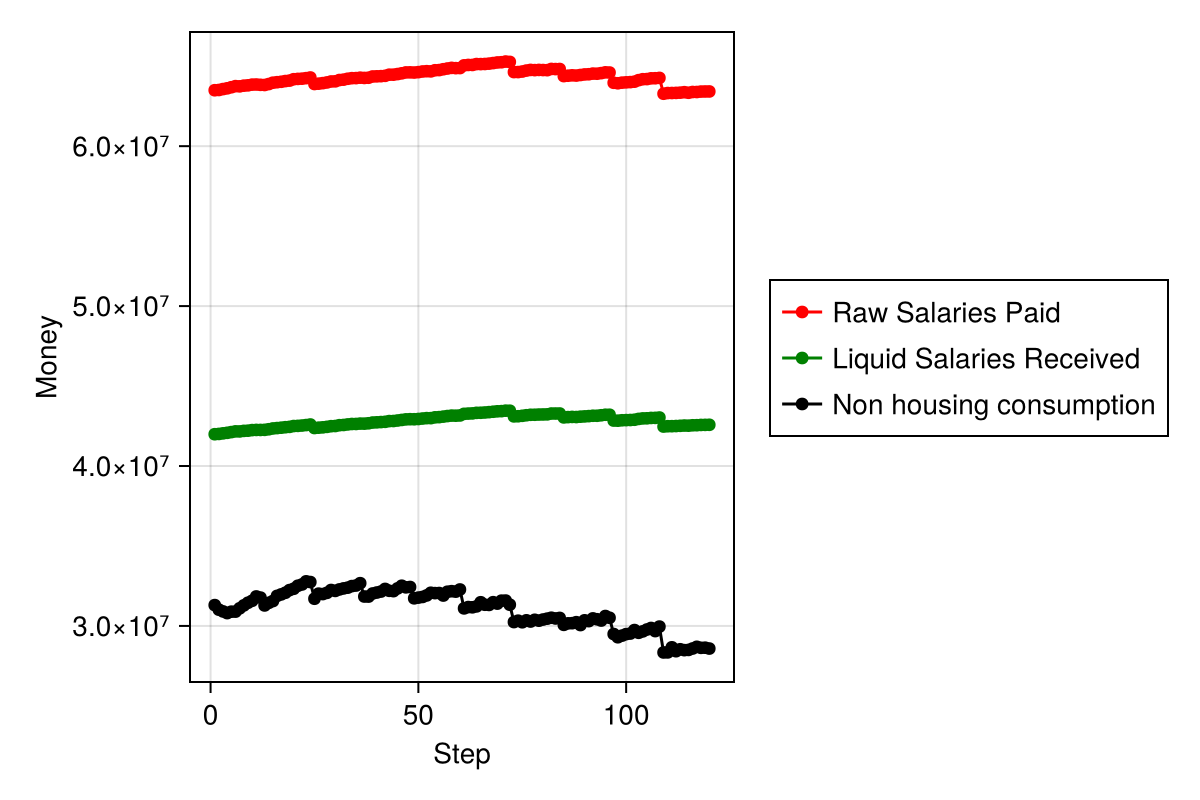 6.0×10⁷
5.0×10⁷
4.0×10⁷
3.0×10⁷
Money
0 50 100
Step
Raw Salaries Paid
Liquid Salaries Received
Non housing consumption